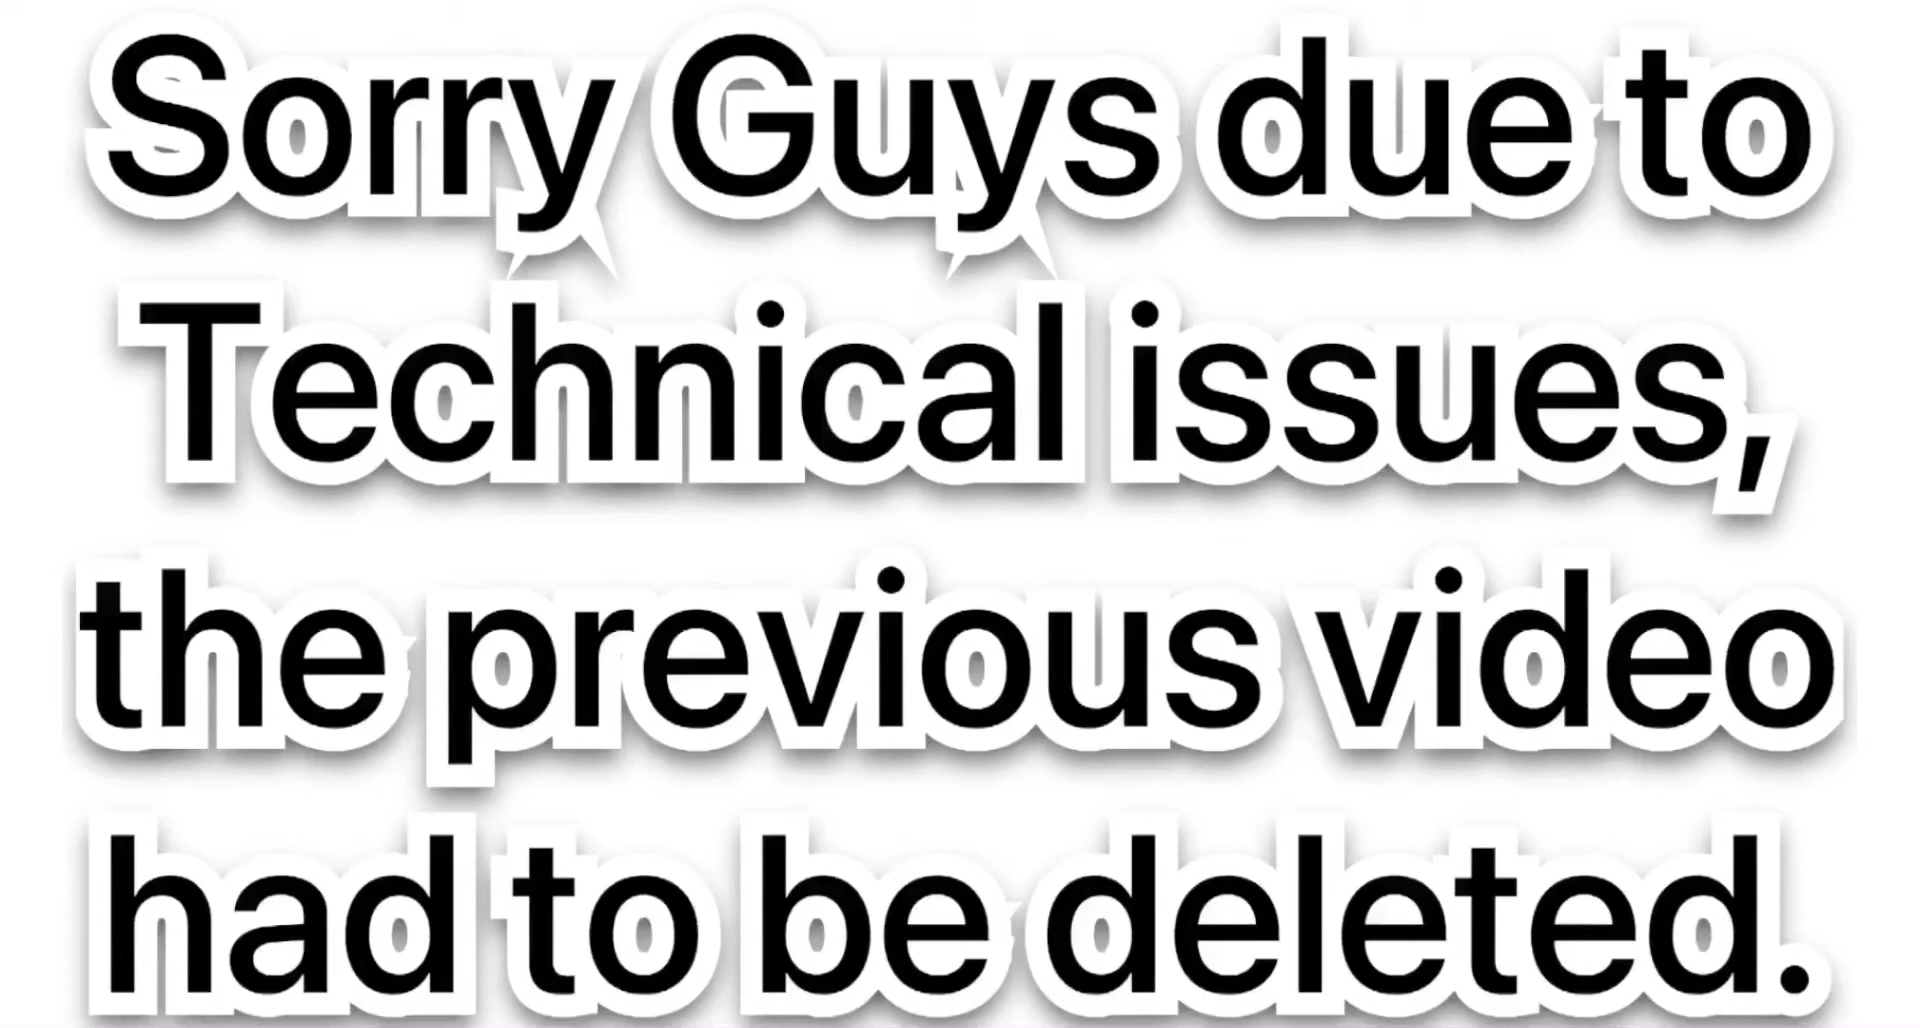 Sorry Guys due to
Technical issues,
the previous video
had to be deleted.